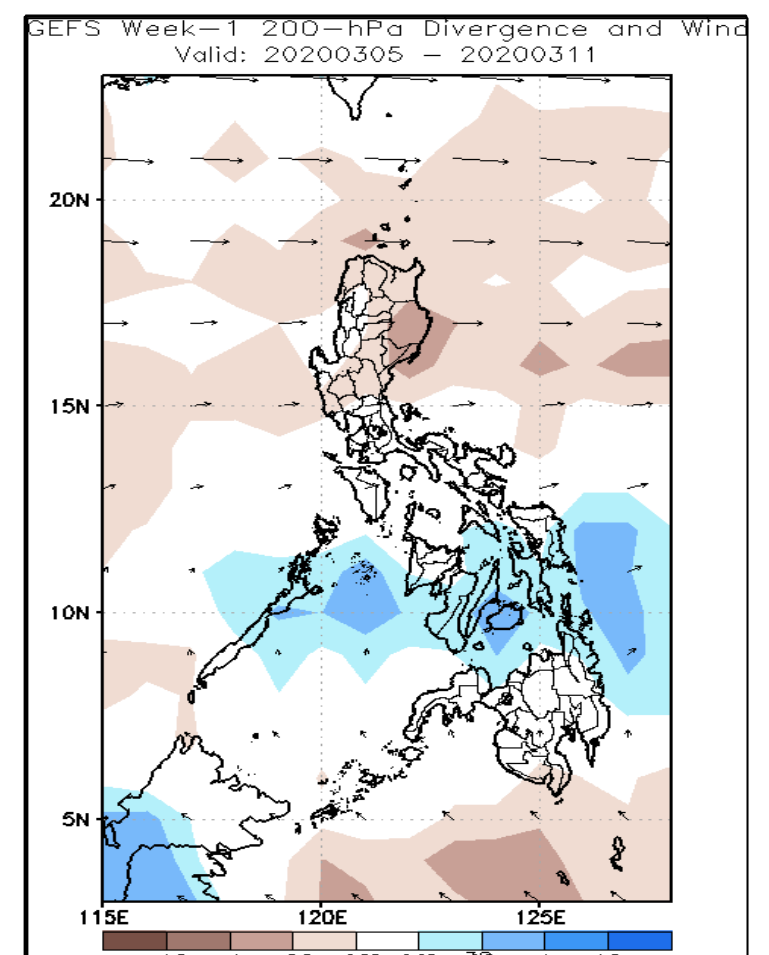 GEFS Week-1 200-hPa Divergence and Wind
Valid: 20200305 - 20200311
20N
15N
10N
5N
115E 120E 125E